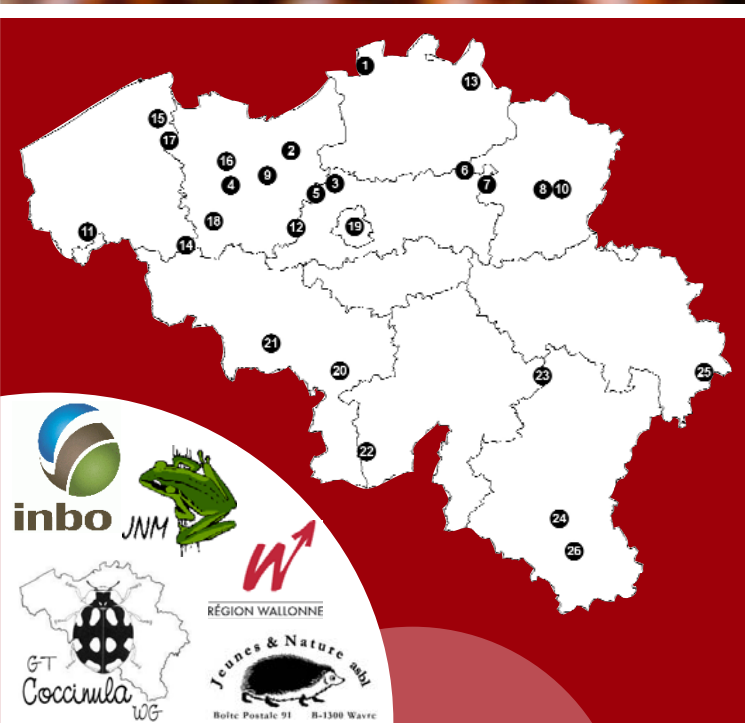 1
13
15
17
2
16
9
4
3
5
6
7
8
10
18
12
19
11
14
21
20
23
25
22
24
26
inbo
JNM
W
RÉGION WALLONNE
GT
Coccinula
WG
Jeunes & Nature asbl
Boîte Postale 91 B-1300 Wavre